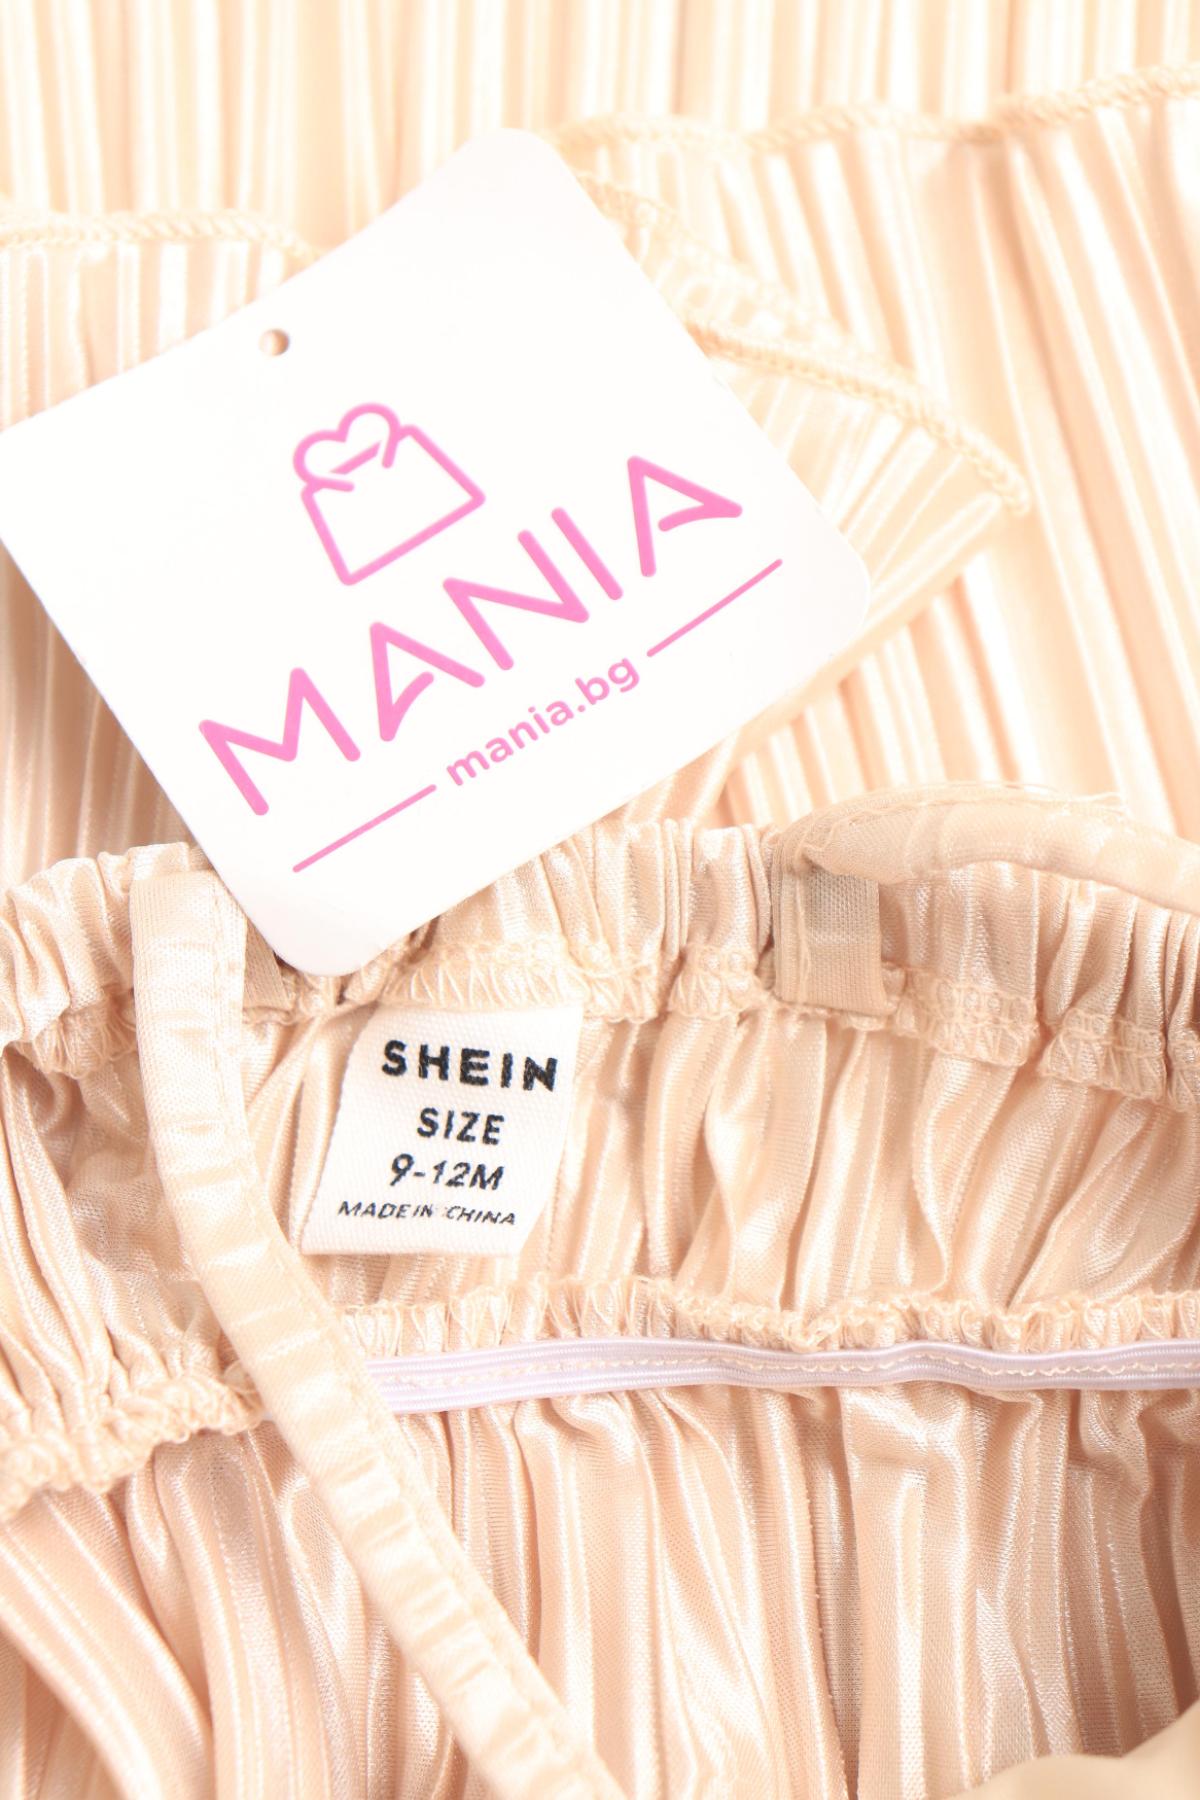 MANIA
mania.bg
SHEIN
SIZE
9-12M
MADE IN CHINA